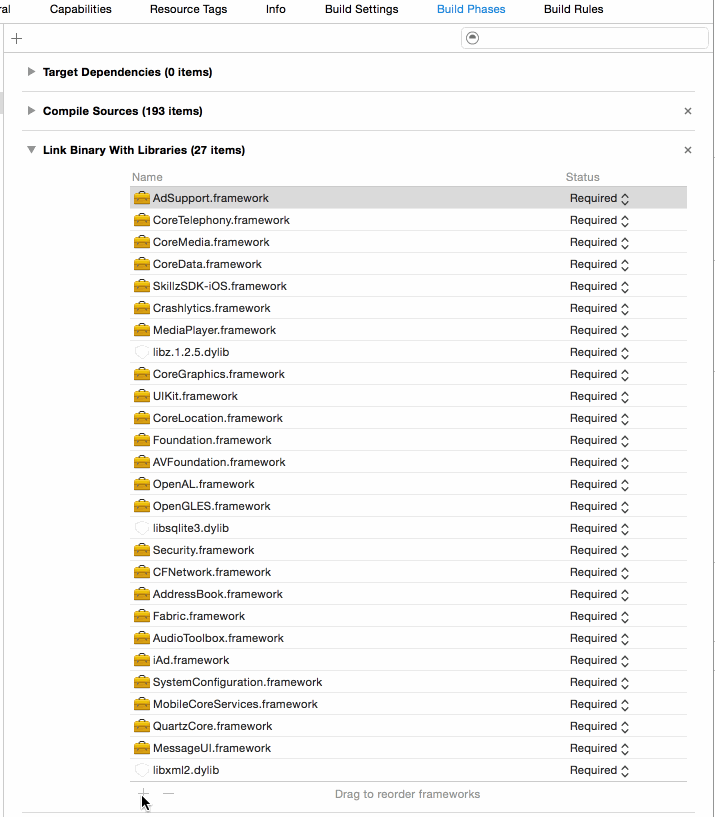 ral Capabilities Resource Tags Info Build Settings Build Phases Build Rules
Target Dependencies (0 items)
Compile Sources (193 items)
Link Binary With Libraries (27 items)
Name Status
AdSupport.framework Required
CoreTelephony.framework Required
CoreMedia.framework Required
CoreData.framework Required
SkillzSDK-iOS.framework Required
Crashlytics.framework Required
MediaPlayer.framework Required
libz.1.2.5.dylib Required
CoreGraphics.framework Required
UIKit.framework Required
CoreLocation.framework Required
Foundation.framework Required
AVFoundation.framework Required
OpenAL.framework Required
OpenGLES.framework Required
libsqlite3.dylib Required
Security.framework Required
CFNetwork.framework Required
AddressBook.framework Required
Fabric.framework Required
AudioToolbox.framework Required
iAd.framework Required
SystemConfiguration.framework Required
MobileCoreServices.framework Required
QuartzCore.framework Required
MessageUI.framework Required
libxml2.dylib Required
Drag to reorder frameworks